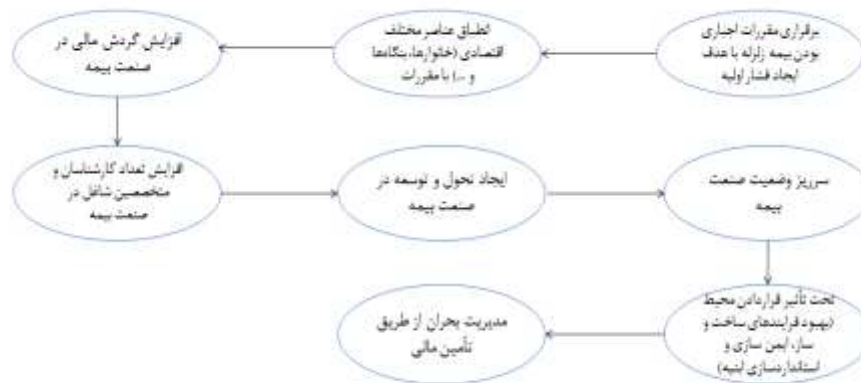 برقراری مقررات اجباری
بودن بیمه زلزله با هدف
ایجاد فشار اولیه
انطباق عناصر مختلف
اقتصادی (خانوارها، بنگاه‌ها
و ...) با مقررات
افزایش گردش مالی در
صنعت بیمه
افزایش تعداد کارشناسان و
متخصصین شاغل در
صنعت بیمه
ایجاد تحول و توسعه در
صنعت بیمه
سرریز وضعیت صنعت
بیمه
تحت تأثیر قراردادن محیط
(بهبود فرایندهای ساخت و
ساز، ایمن سازی و
استانداردسازی ابنیه)
مدیریت بحران از طریق
تأمین مالی